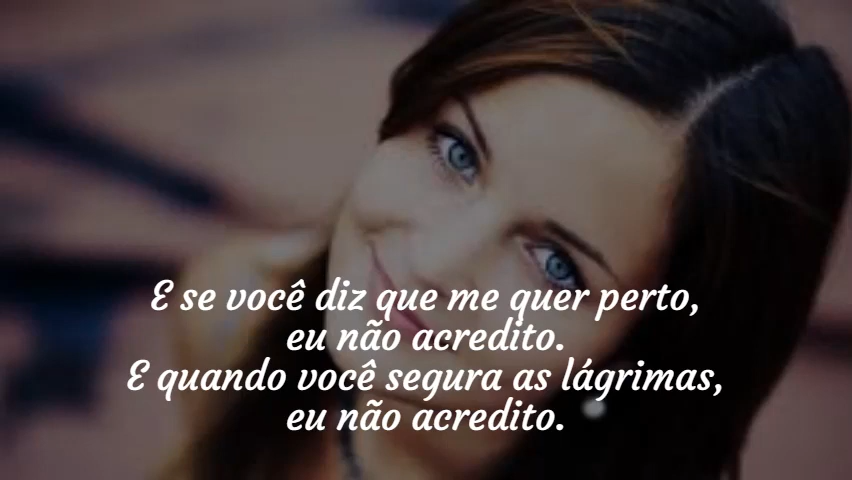 E se você diz que me quer perto,
eu não acredito.
E quando você segura as lágrimas,
eu não acredito.